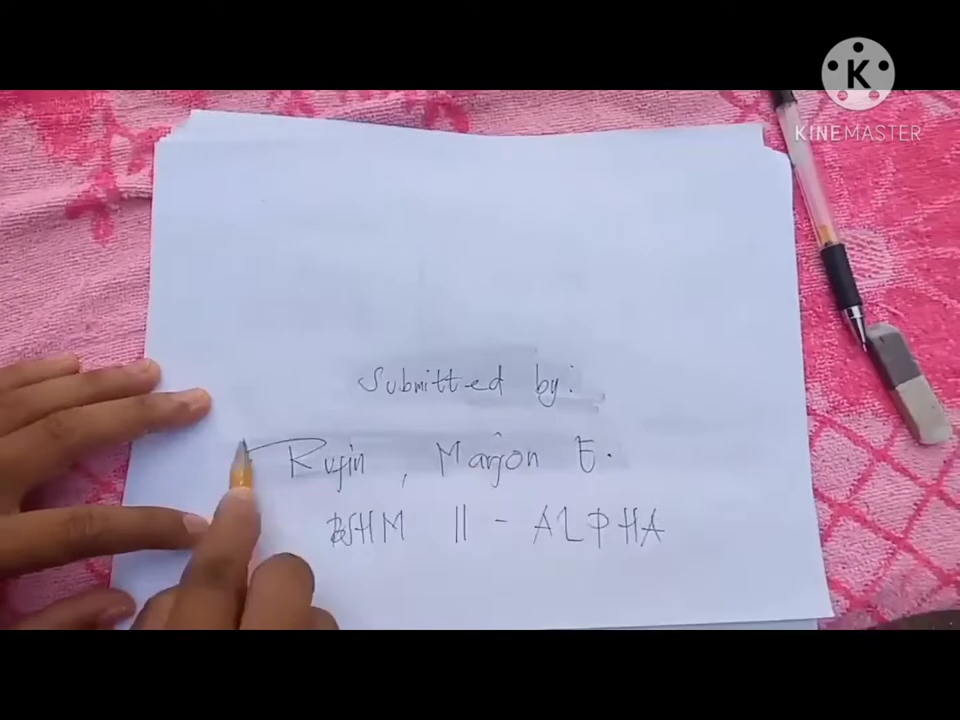 K
KINEMASTER
Submitted by:
Rufin, Marjon E.
BSHM II - ALPHA